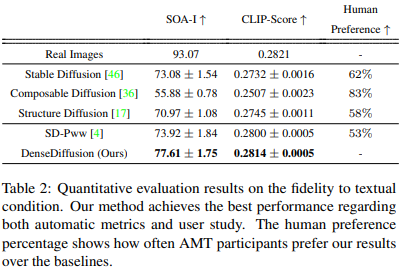 SOA-I ↑ CLIP-Score ↑ Human Preference ↑
Real Images 93.07 0.2821 -
Stable Diffusion [46] 73.08 ± 1.54 0.2732 ± 0.0016 62%
Composable Diffusion [36] 55.88 ± 0.78 0.2507 ± 0.0023 83%
Structure Diffusion [17] 70.97 ± 1.08 0.2745 ± 0.0011 58%
SD-Pww [4] 73.92 ± 1.84 0.2800 ± 0.0005 53%
DenseDiffusion (Ours) 77.61 ± 1.75 0.2814 ± 0.0005 -
Table 2: Quantitative evaluation results on the fidelity to textual
condition. Our method achieves the best performance regarding
both automatic metrics and user study. The human preference
percentage shows how often AMT participants prefer our results
over the baselines.